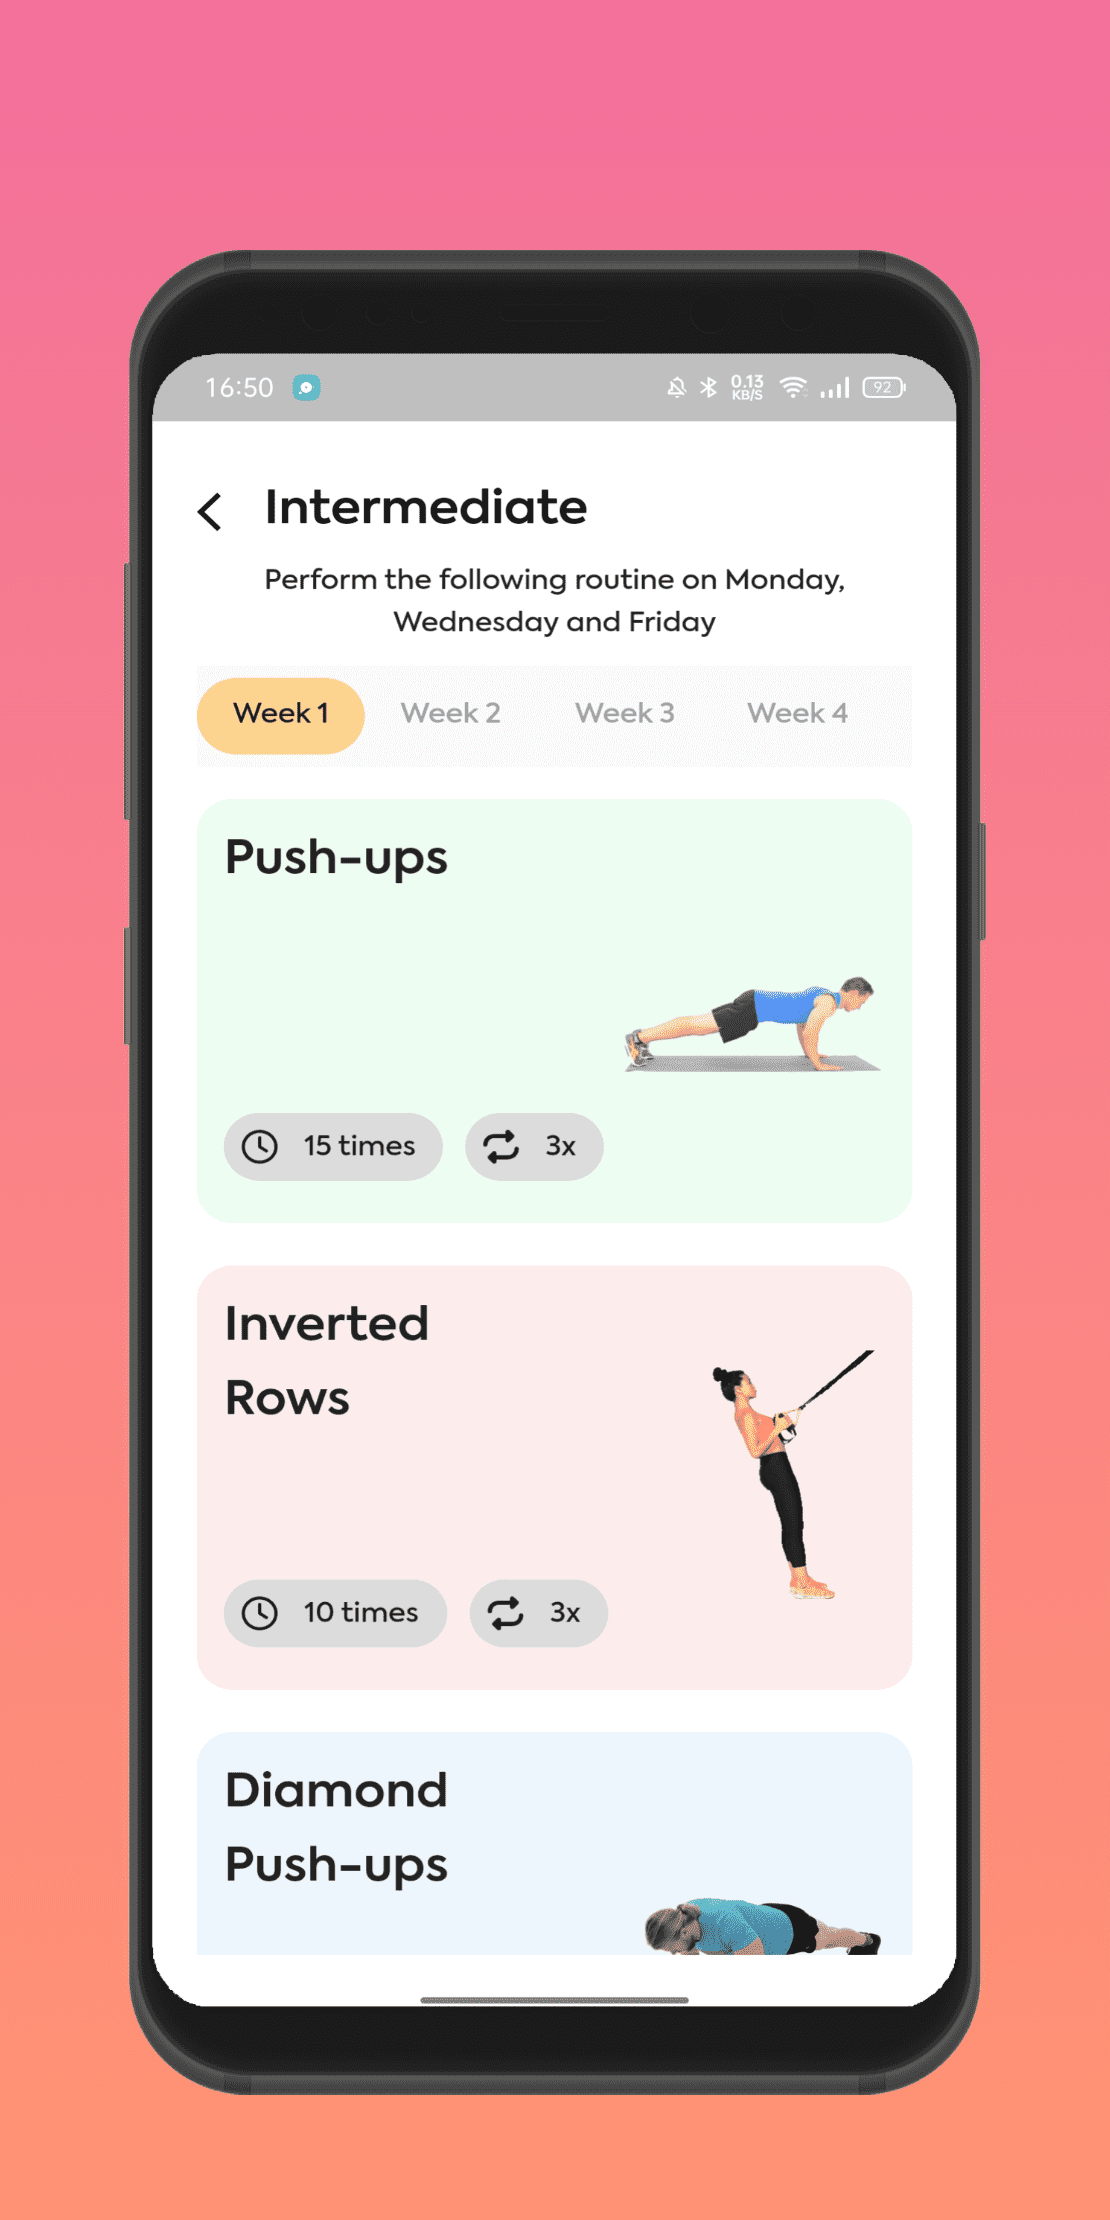 16:50
0.13
KB/S
92
Intermediate
Perform the following routine on Monday,
Wednesday and Friday
Week 1 Week 2 Week 3 Week 4
Push-ups
15 times 3x
Inverted
Rows
10 times 3x
Diamond
Push-ups